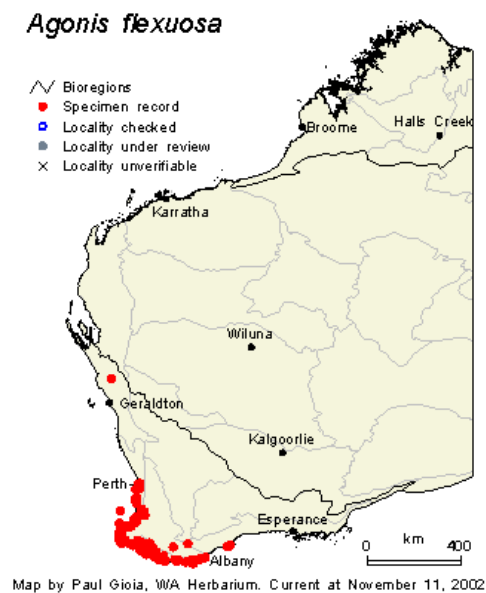 Agonis flexuosa
Bioregions
Specimen record
Locality checked
Locality under review
Locality unverifiable
Broome
Halls Creek
Karratha
Wiluna
Geraldton
Kalgoorlie
Perth
Esperance
Albany
km
0 400
Map by Paul Gioia, WA Herbarium. Current at November 11, 2002